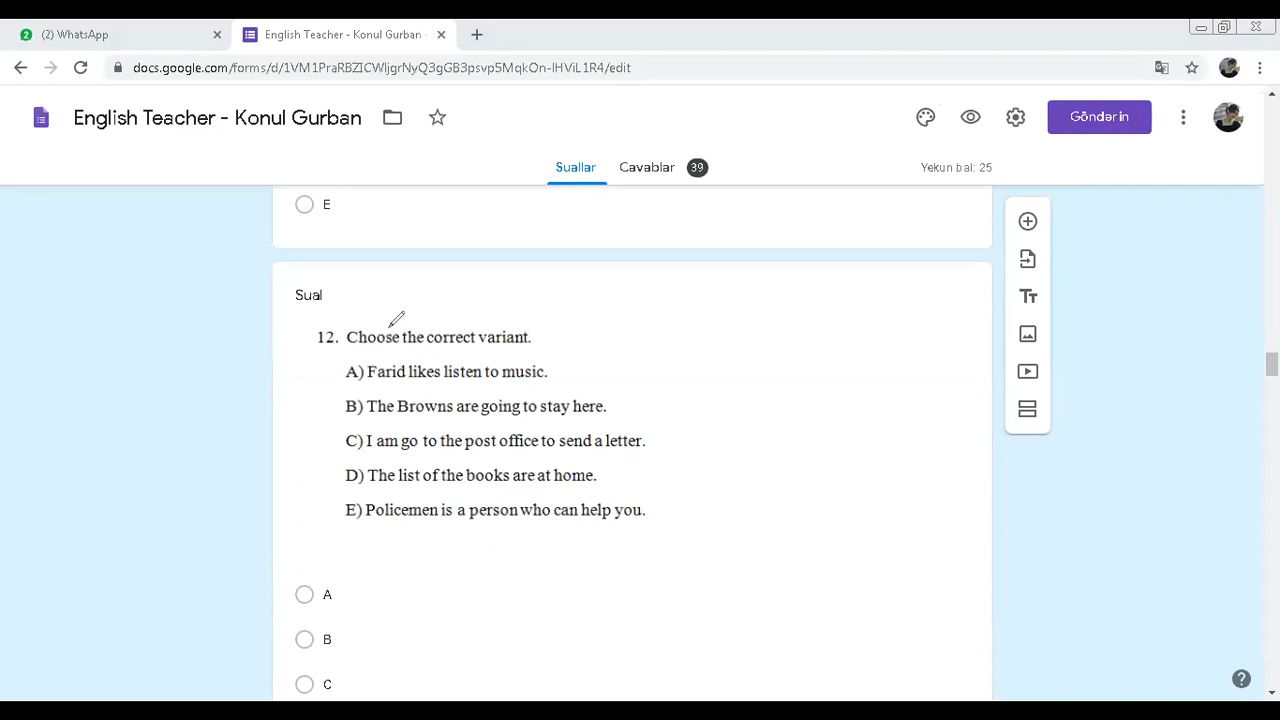 (2) WhatsApp
English Teacher - Konul Gurban
docs.google.com/forms/d/1VM1PraRBZICWljgrNyQ3gGB3psvp5MqkOn-IHViL1R4/edit
English Teacher - Konul Gurban
Göndərin
Suallar
Cavablar 39
Yekun bal: 25
E
Sual
12. Choose the correct variant.
A) Farid likes listen to music.
B) The Browns are going to stay here.
C) I am go to the post office to send a letter.
D) The list of the books are at home.
E) Policemen is a person who can help you.
A
B
C